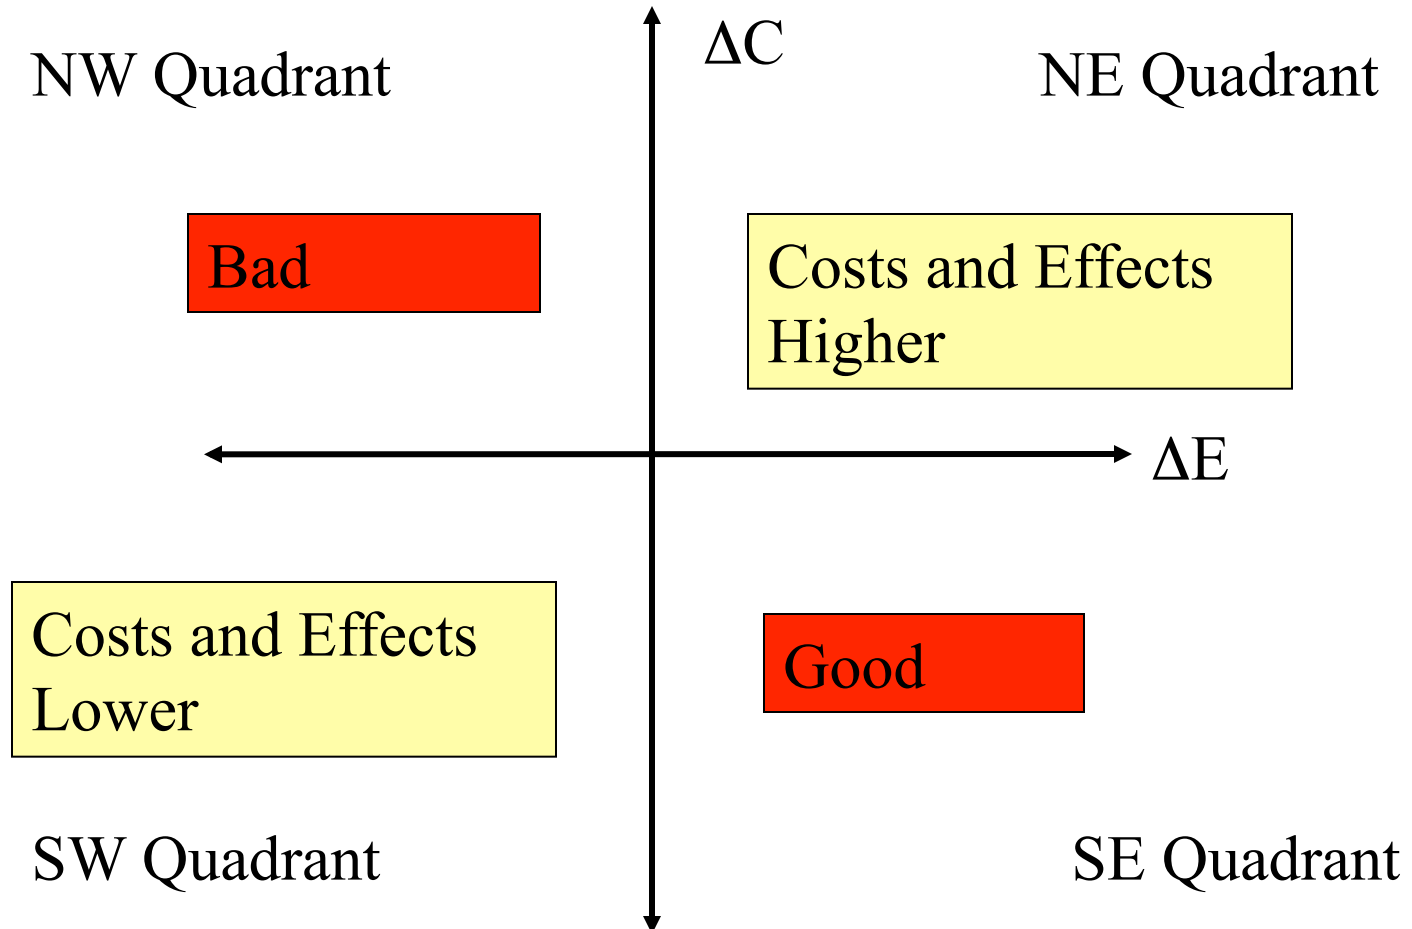 NW Quadrant
ΔC
NE Quadrant
Bad
Costs and Effects
Higher
ΔE
Costs and Effects
Lower
Good
SW Quadrant
SE Quadrant